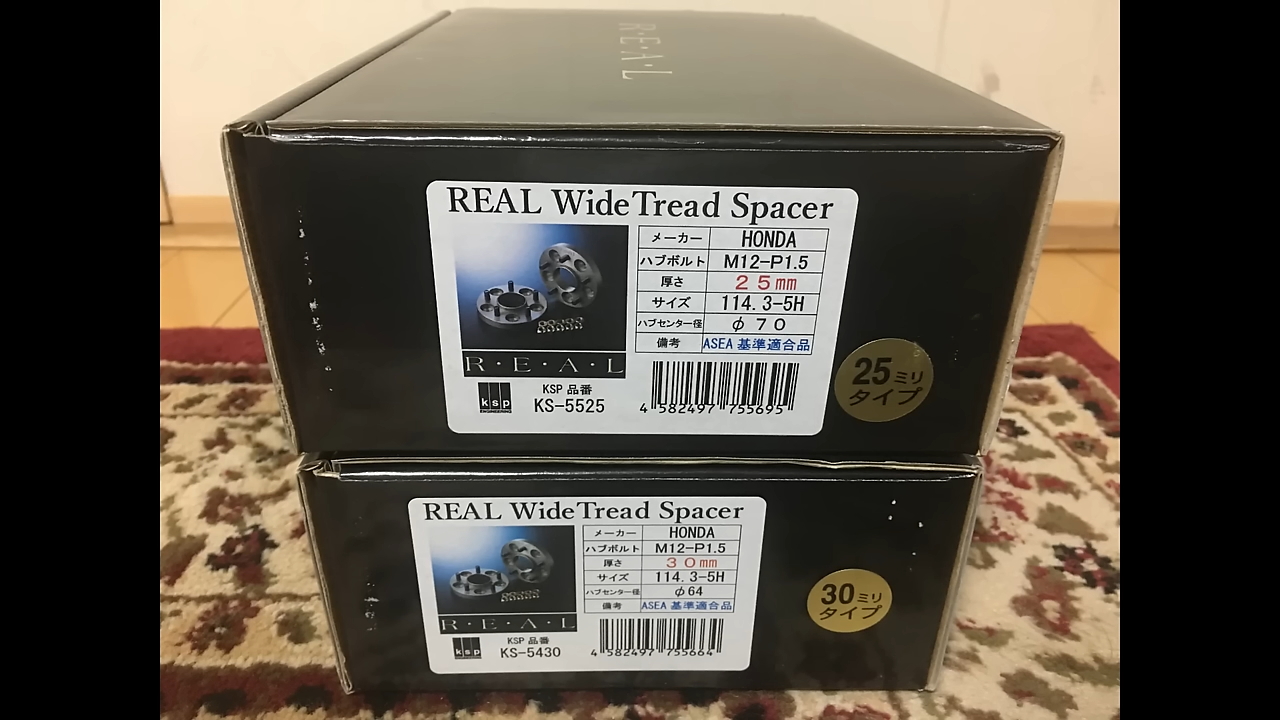 R·E·A·L
REAL Wide Tread Spacer
メーカー HONDA
ハブボルト M12-P1.5
厚さ 25mm
サイズ 114.3-5H
ハブセンター径 φ70
備考 ASEA 基準適合品
R·E·A·L
ksp
ENGINEERING
KSP 品番
KS-5525
4 582497 755695
25ミリ
タイプ
REAL Wide Tread Spacer
メーカー HONDA
ハブボルト M12-P1.5
厚さ 30mm
サイズ 114.3-5H
ハブセンター径 φ64
備考 ASEA 基準適合品
R·E·A·L
ksp
KSP 品番
KS-5430
4 582497 755664
30ミリ
タイプ